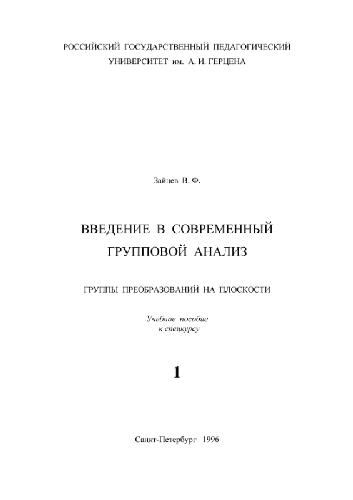 РОССИЙСКИЙ ГОСУДАРСТВЕННЫЙ ПЕДАГОГИЧЕСКИЙ
УНИВЕРСИТЕТ им. А. И. ГЕРЦЕНА
Зайцев В. Ф.
ВВЕДЕНИЕ В СОВРЕМЕННЫЙ
ГРУППОВОЙ АНАЛИЗ
ГРУППЫ ПРЕОБРАЗОВАНИЙ НА ПЛОСКОСТИ
Учебное пособие
к спецкурсу
1
Санкт-Петербург 1996